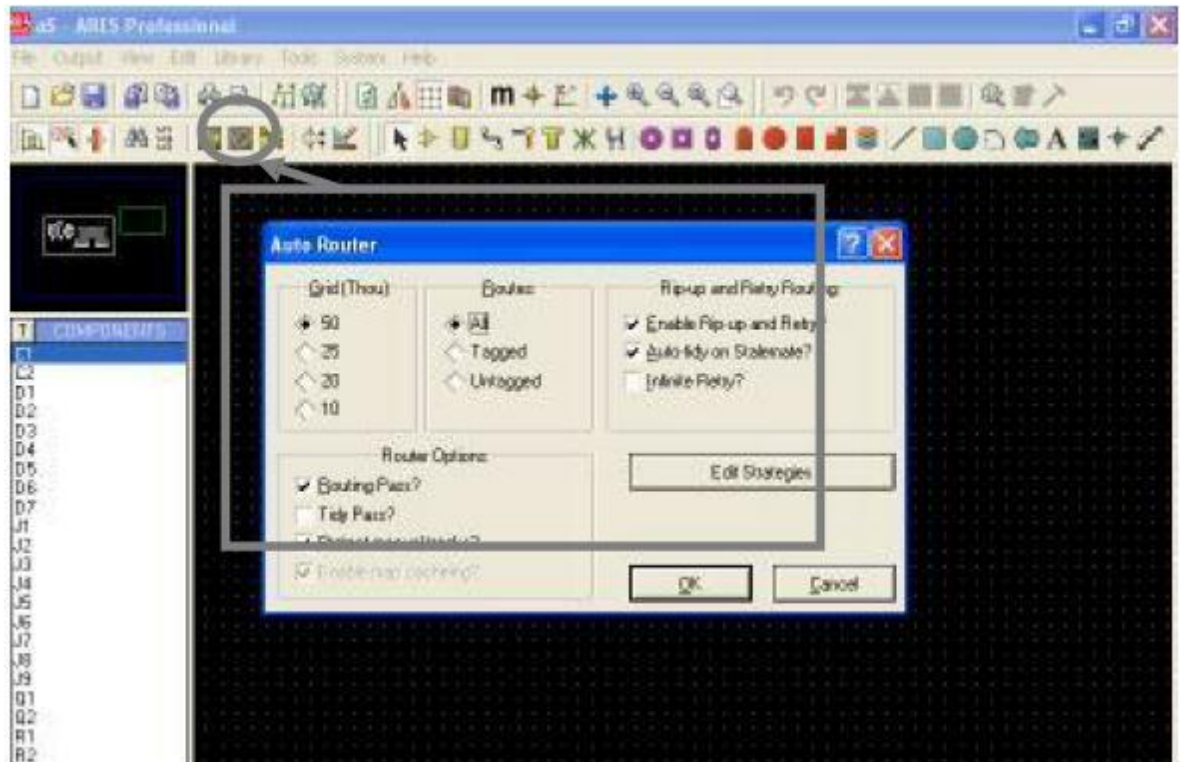 a5 - ARES Professional
File Output View Edit Library Tools System Help
Auto Router
Grid (Thou)
50
25
20
10
Routes:
All
Tagged
Untagged
Rip-up and Retry Routing:
Enable Rip-up and Retry?
Auto-tidy on Stalemate?
Infinite Retry?
Router Options:
Routing Pass?
Tidy Pass?
Enable map cacheing?
Edit Strategies
OK
Cancel
T COMPONENTS
C1
C2
D1
D2
D3
D4
D5
D6
D7
J1
J2
J3
J4
J5
J6
J7
J8
J9
Q1
Q2
R1
R2